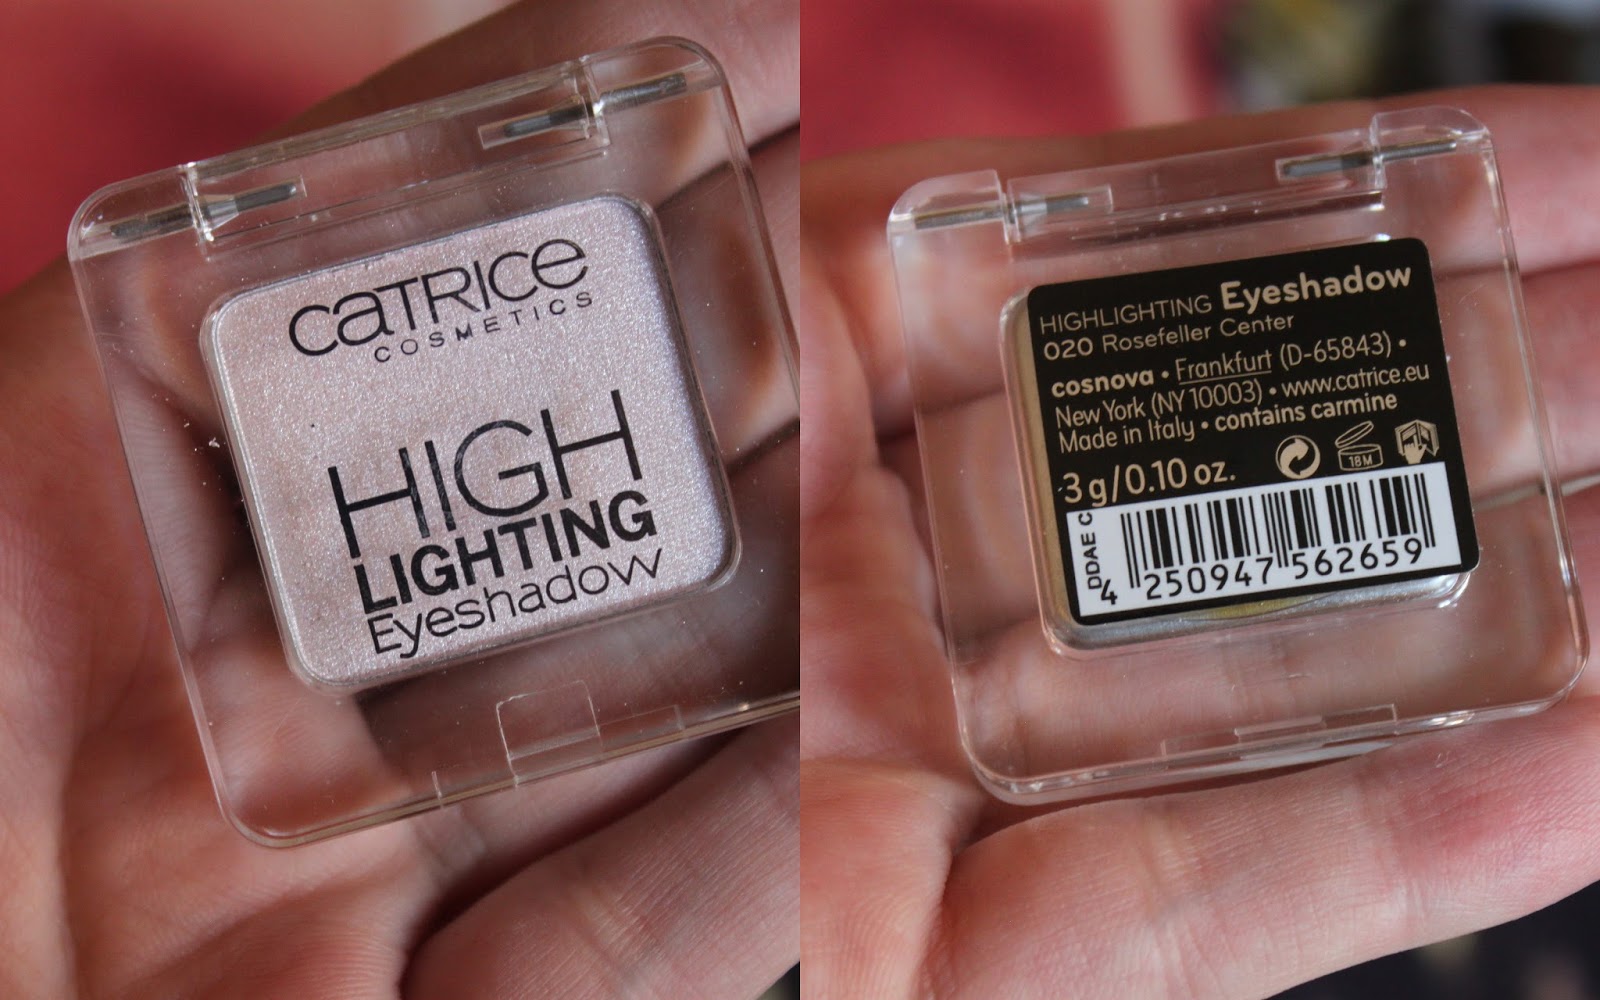 CATRICE
COSMETICS
HIGH
LIGHTING
Eyeshadow
HIGHLIGHTING Eyeshadow
020 Rosefeller Center
cosnova • Frankfurt (D-65843) •
New York (NY 10003) • www.catrice.eu
Made in Italy • contains carmine
3 g/0.10 oz.
18M
DDAE C
4 250947 562659